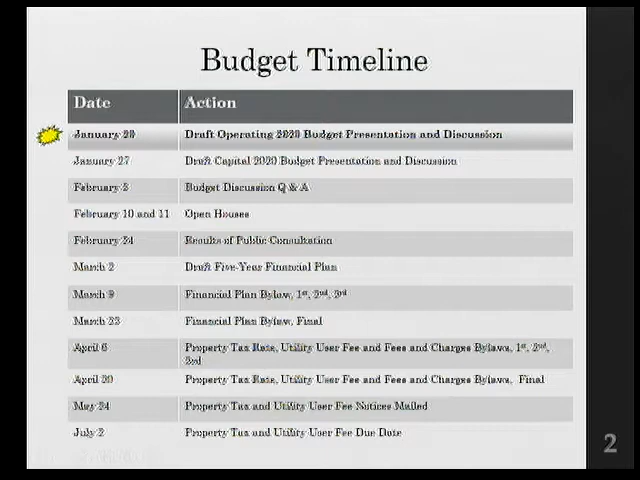 Budget Timeline
Date Action
January 20 Draft Operating 2020 Budget Presentation and Discussion
January 27 Draft Capital 2020 Budget Presentation and Discussion
February 3 Budget Discussion Q & A
February 10 and 11 Open Houses
February 24 Results of Public Consultation
March 2 Draft Five-Year Financial Plan
March 9 Financial Plan Bylaw, 1st, 2nd, 3rd
March 23 Financial Plan Bylaw, Final
April 6 Property Tax Rate, Utility User Fee and Fees and Charges Bylaws, 1st, 2nd,
3rd
April 20 Property Tax Rate, Utility User Fee and Fees and Charges Bylaws, Final
May 24 Property Tax and Utility User Fee Notices Mailed
July 2 Property Tax and Utility User Fee Due Date
2